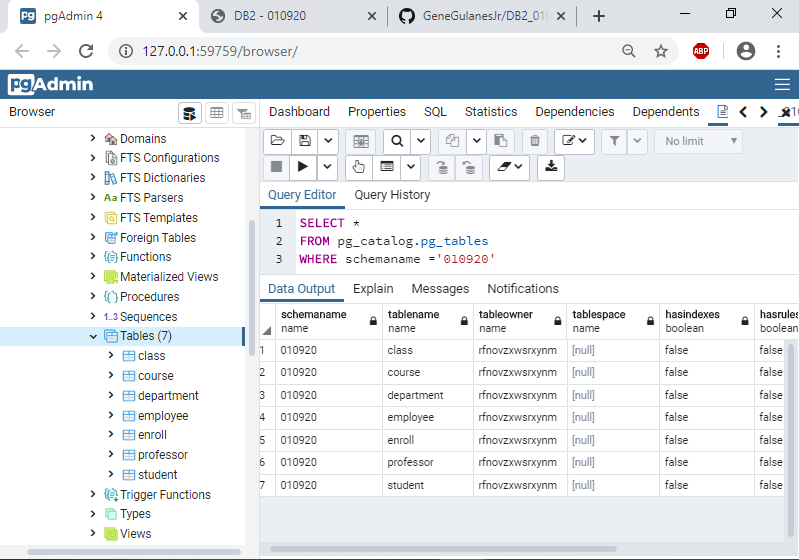 pgAdmin 4
DB2 - 010920
GeneGulanesJr/DB2_01
127.0.0.1:59759/browser/
ABP
pgAdmin
Browser
Dashboard Properties SQL Statistics Dependencies Dependents
No limit
Query Editor Query History
1 SELECT *
2 FROM pg_catalog.pg_tables
3 WHERE schemaname ='010920'
Data Output Explain Messages Notifications
schemaname tablename tableowner tablespace hasindexes hasrules
name name name name boolean boolean
1 010920 class rfnovzxwsrxynm [null] false false
2 010920 course rfnovzxwsrxynm [null] false false
3 010920 department rfnovzxwsrxynm [null] false false
4 010920 employee rfnovzxwsrxynm [null] false false
5 010920 enroll rfnovzxwsrxynm [null] false false
6 010920 professor rfnovzxwsrxynm [null] false false
7 010920 student rfnovzxwsrxynm [null] false false
Domains
FTS Configurations
FTS Dictionaries
Aa FTS Parsers
FTS Templates
Foreign Tables
Functions
Materialized Views
Procedures
1..3 Sequences
Tables (7)
class
course
department
employee
enroll
professor
student
Trigger Functions
Types
Views